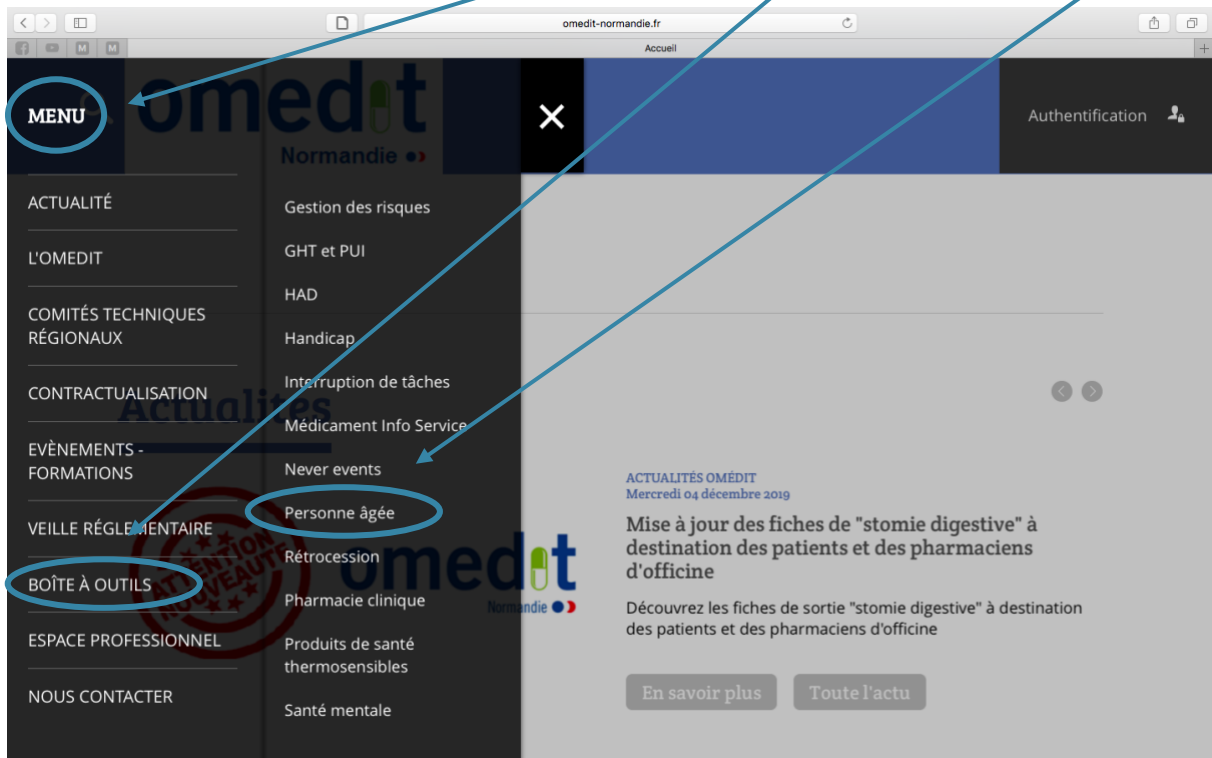 omedit-normandie.fr
M
M
Accueil
MENU
omedit
Normandie
Authentification
ACTUALITÉ
L'OMEDIT
COMITÉS TECHNIQUES
RÉGIONAUX
CONTRACTUALISATION
EVÈNEMENTS -
FORMATIONS
VEILLE RÉGLEMENTAIRE
BOÎTE À OUTILS
ESPACE PROFESSIONNEL
NOUS CONTACTER
Gestion des risques
GHT et PUI
HAD
Handicap
Interruption de tâches
Médicament Info Service
Never events
Personne âgée
Rétrocession
Pharmacie clinique
Produits de santé
thermosensibles
Santé mentale
Actualités
ATTENTION
NOUVEAUTÉ
omedit
Normandie
ACTUALITÉS OMÉDIT
Mercredi 04 décembre 2019
Mise à jour des fiches de "stomie digestive" à
destination des patients et des pharmaciens
d'officine
Découvrez les fiches de sortie "stomie digestive" à destination
des patients et des pharmaciens d'officine
En savoir plus
Toute l'actu